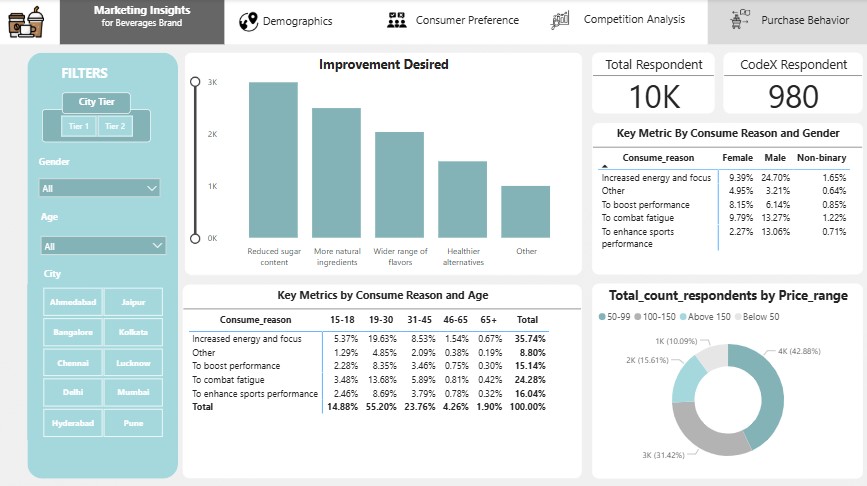 Marketing Insights
for Beverages Brand
Demographics
Consumer Preference
Competition Analysis
Purchase Behavior
FILTERS
City Tier
Tier 1 Tier 2
Gender
All
Age
All
City
Ahmedabad Jaipur
Bangalore Kolkata
Chennai Lucknow
Delhi Mumbai
Hyderabad Pune
Improvement Desired
3K
2K
1K
0K
Reduced sugar content
More natural ingredients
Wider range of flavors
Healthier alternatives
Other
Total Respondent
10K
CodeX Respondent
980
Key Metric By Consume Reason and Gender
Consume_reason Female Male Non-binary
Increased energy and focus 9.39% 24.70% 1.65%
Other 4.95% 3.21% 0.64%
To boost performance 8.15% 6.14% 0.85%
To combat fatigue 9.79% 13.27% 1.22%
To enhance sports performance 2.27% 13.06% 0.71%
Key Metrics by Consume Reason and Age
Consume_reason 15-18 19-30 31-45 46-65 65+ Total
Increased energy and focus 5.37% 19.63% 8.53% 1.54% 0.67% 35.74%
Other 1.29% 4.85% 2.09% 0.38% 0.19% 8.80%
To boost performance 2.28% 8.35% 3.46% 0.75% 0.30% 15.14%
To combat fatigue 3.48% 13.68% 5.89% 0.81% 0.42% 24.28%
To enhance sports performance 2.46% 8.69% 3.79% 0.78% 0.32% 16.04%
Total 14.88% 55.20% 23.76% 4.26% 1.90% 100.00%
Total_count_respondents by Price_range
50-99 100-150 Above 150 Below 50
1K (10.09%)
2K (15.61%)
4K (42.88%)
3K (31.42%)